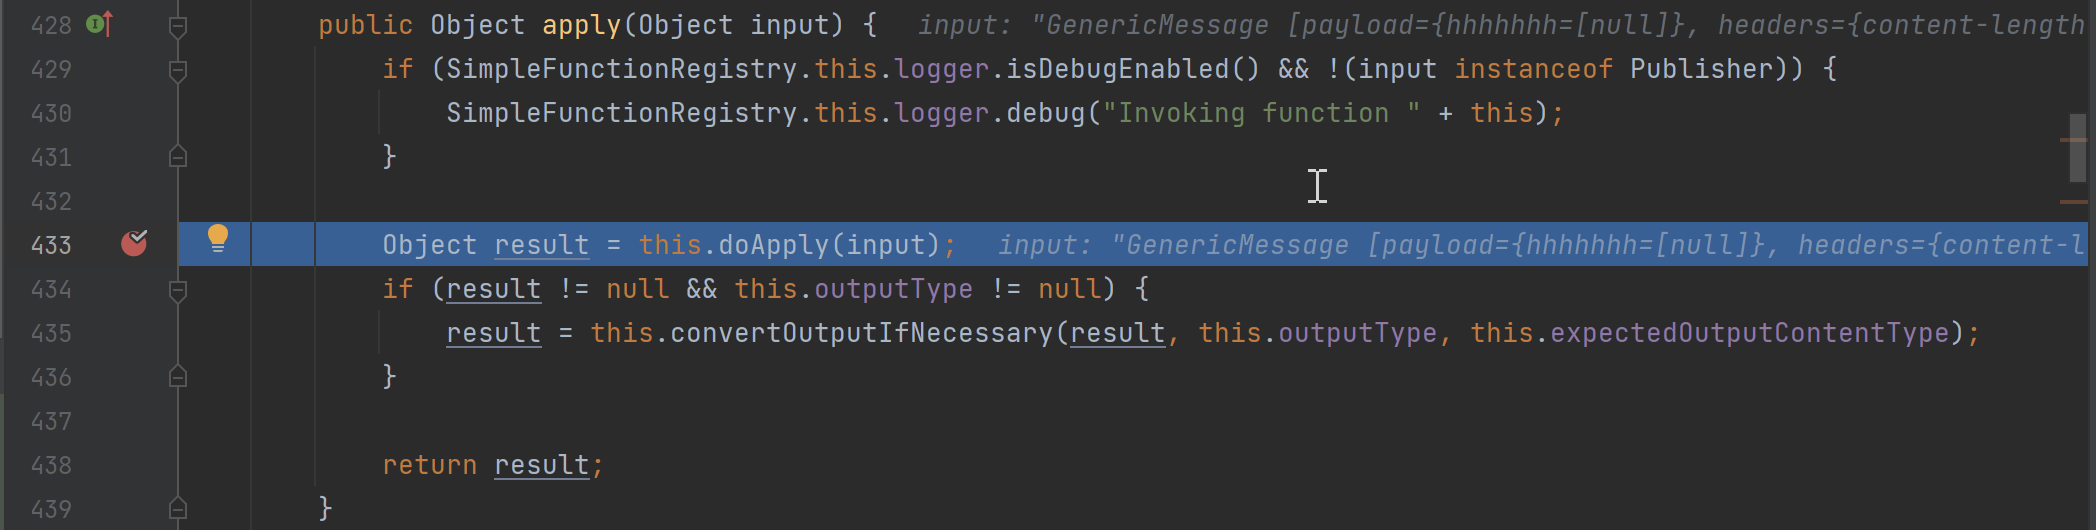 428 public Object apply(Object input) { input: "GenericMessage [payload={hhhhhhh=[null]}, headers={content-length
429 if (SimpleFunctionRegistry.this.logger.isDebugEnabled() && !(input instanceof Publisher)) {
430 SimpleFunctionRegistry.this.logger.debug("Invoking function " + this);
431 }
432
433 Object result = this.doApply(input); input: "GenericMessage [payload={hhhhhhh=[null]}, headers={content-l
434 if (result != null && this.outputType != null) {
435 result = this.convertOutputIfNecessary(result, this.outputType, this.expectedOutputContentType);
436 }
437
438 return result;
439 }